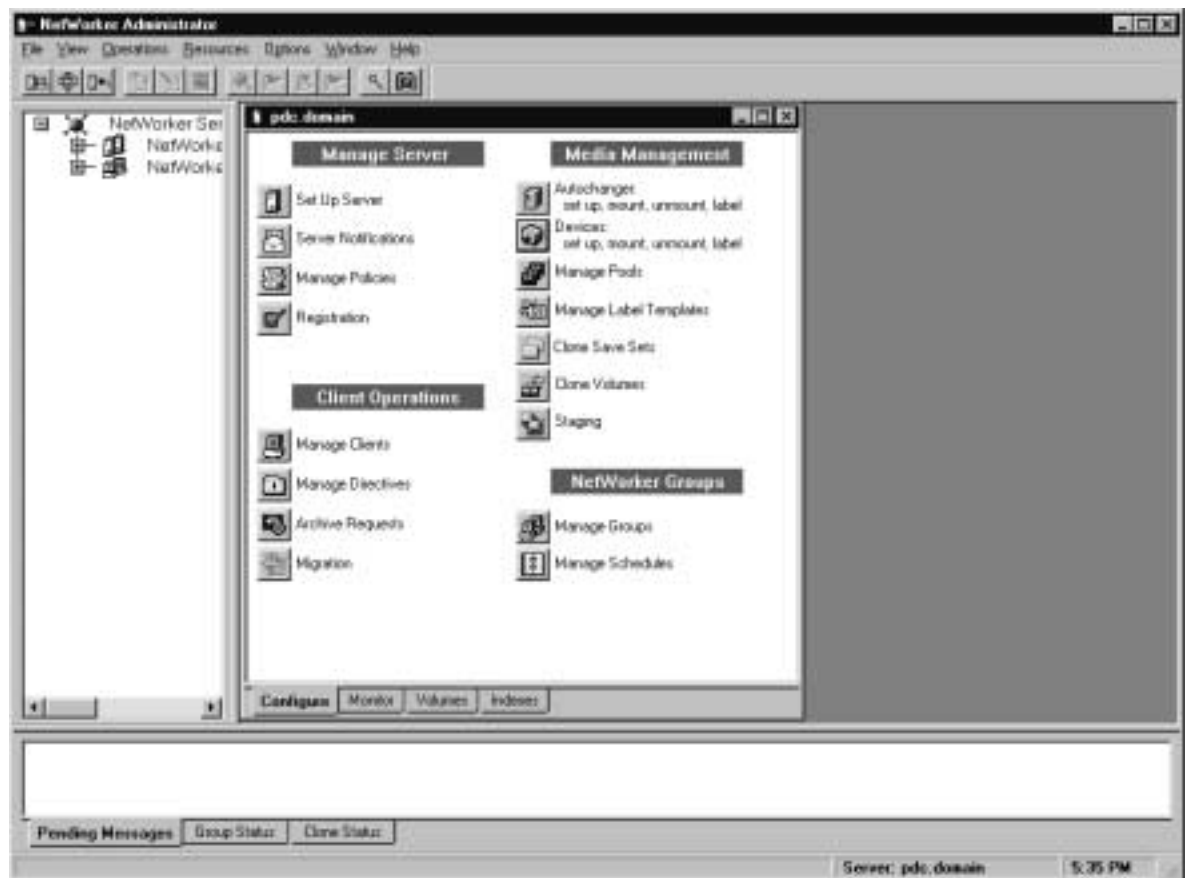 NetWorker Administrator
File View Operations Resources Options Window Help
NetWorker Ser
NetWorke
NetWorke
pdc.domain
Manage Server
Set Up Server
Server Notifications
Manage Policies
Registration
Client Operations
Manage Clients
Manage Directives
Archive Requests
Migration
Media Management
Autochanger:
set up, mount, unmount, label
Devices:
set up, mount, unmount, label
Manage Pools
Manage Label Templates
Clone Save Sets
Clone Volumes
Staging
NetWorker Groups
Manage Groups
Manage Schedules
Configure Monitor Volumes Indexes
Pending Messages Group Status Clone Status
Server: pdc.domain 5:35 PM